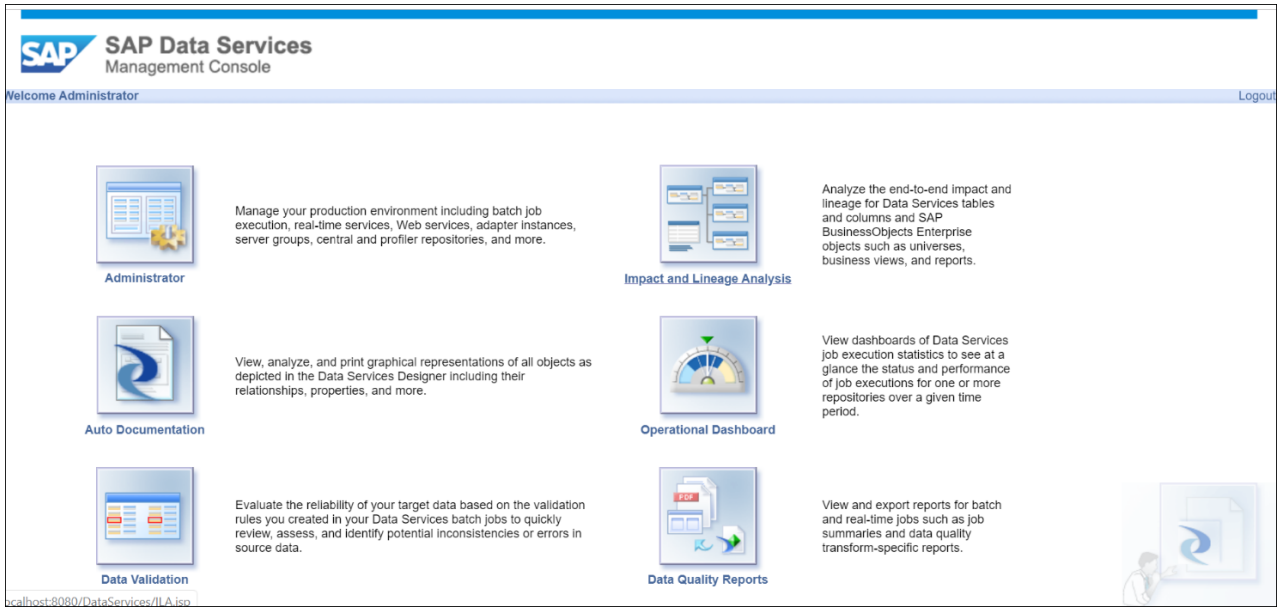 SAP
SAP Data Services
Management Console
Welcome Administrator
Logout
Manage your production environment including batch job
execution, real-time services, Web services, adapter instances,
server groups, central and profiler repositories, and more.
Administrator
Analyze the end-to-end impact and
lineage for Data Services tables
and columns and SAP
BusinessObjects Enterprise
objects such as universes,
business views, and reports.
Impact and Lineage Analysis
View, analyze, and print graphical representations of all objects as
depicted in the Data Services Designer including their
relationships, properties, and more.
Auto Documentation
View dashboards of Data Services
job execution statistics to see at a
glance the status and performance
of job executions for one or more
repositories over a given time
period.
Operational Dashboard
Evaluate the reliability of your target data based on the validation
rules you created in your Data Services batch jobs to quickly
review, assess, and identify potential inconsistencies or errors in
source data.
Data Validation
PDF
View and export reports for batch
and real-time jobs such as job
summaries and data quality
transform-specific reports.
Data Quality Reports
ocalhost:8080/DataServices/ILA.jsp